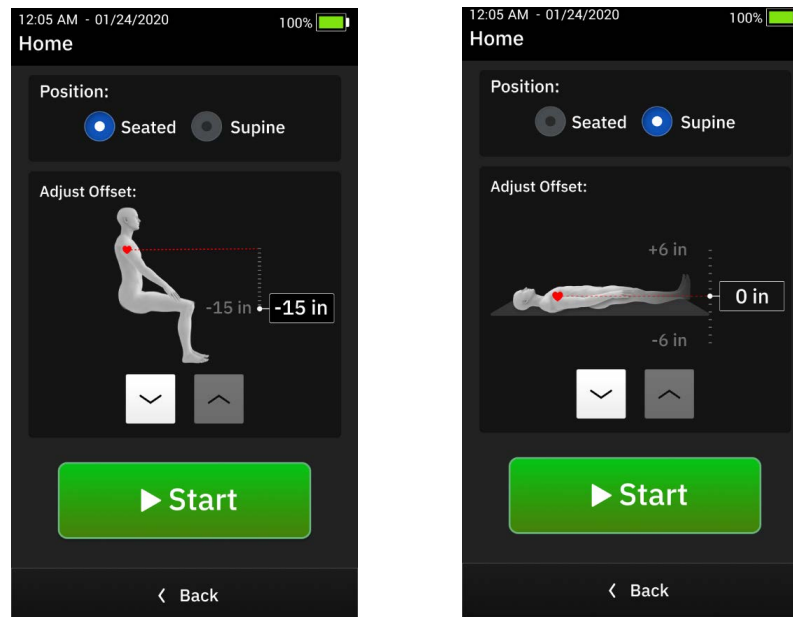 12:05 AM - 01/24/2020 100%
Home
Position:
Seated Supine
Adjust Offset:
-15 in -15 in
Start
Back
12:05 AM - 01/24/2020 100%
Home
Position:
Seated Supine
Adjust Offset:
+6 in
0 in
-6 in
Start
Back